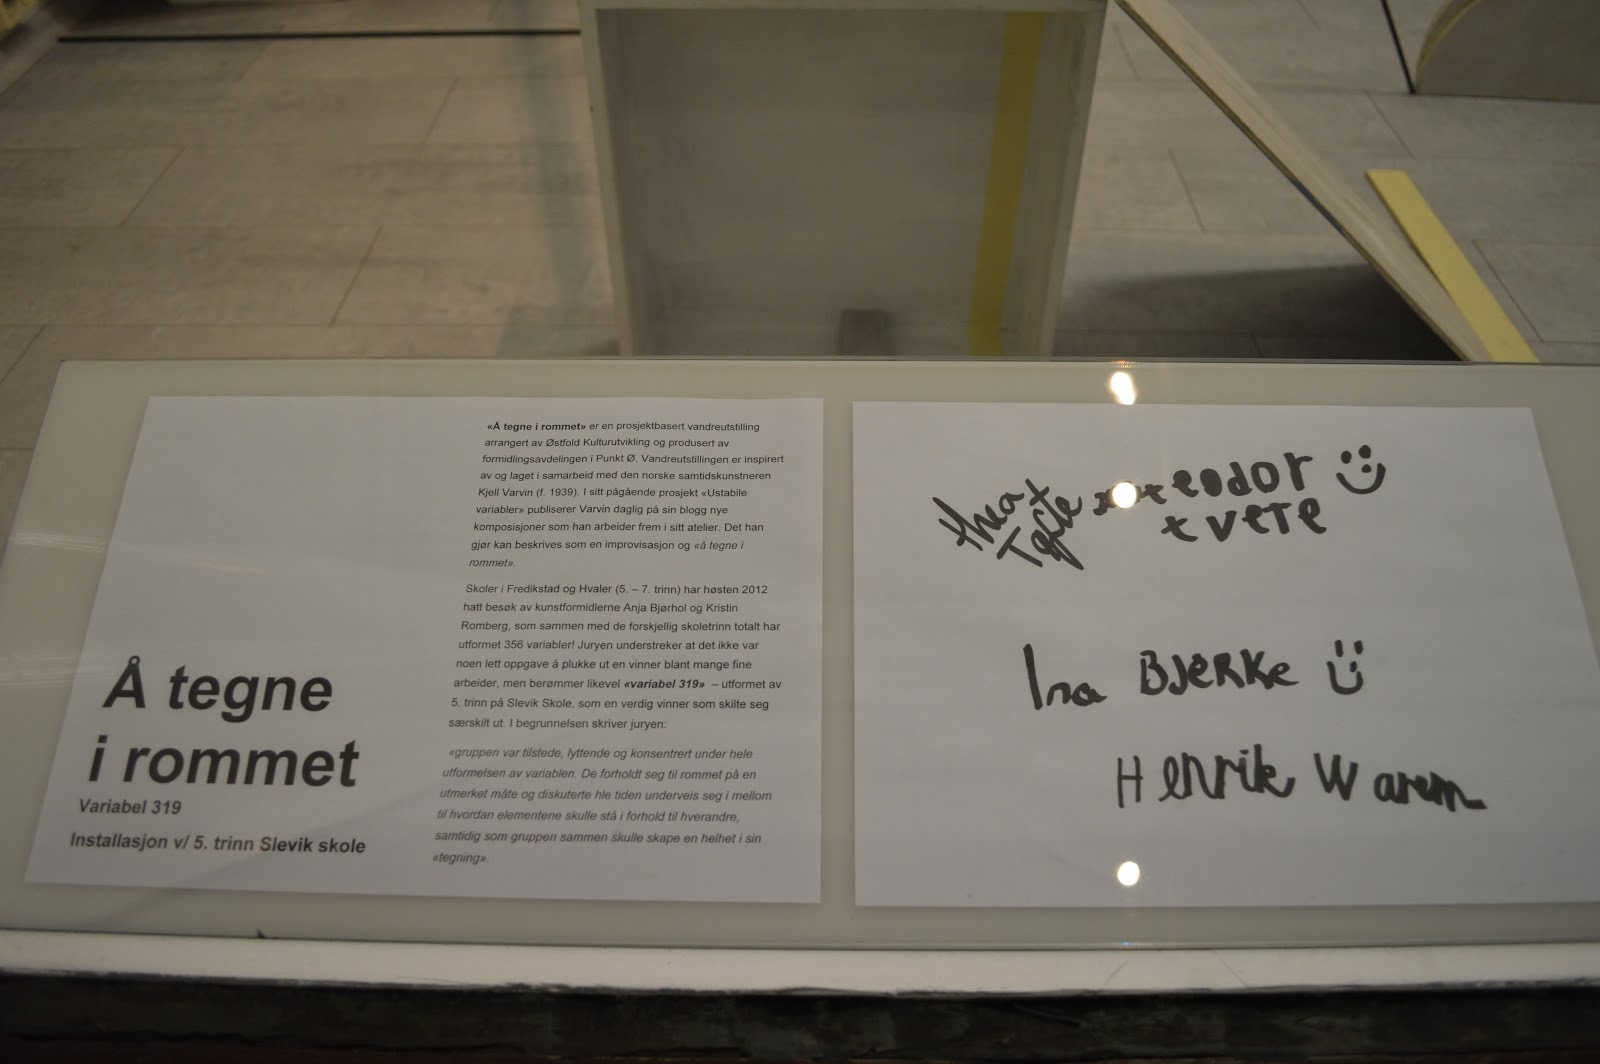 Å tegne
i rommet
Variabel 319
Installasjon v/ 5. trinn Slevik skole
«Å tegne i rommet» er en prosjektbasert vandreutstilling
arrangert av Østfold Kulturutvikling og produsert av
formidlingsavdelingen i Punkt Ø. Vandreutstillingen er inspirert
av og laget i samarbeid med den norske samtidskunstneren
Kjell Varvin (f. 1939). I sitt pågående prosjekt «Ustabile
variabler» publiserer Varvin daglig på sin blogg nye
komposisjoner som han arbeider frem i sitt atelier. Det han
gjør kan beskrives som en improvisasjon og «å tegne i
rommet».
Skoler i Fredikstad og Hvaler (5. – 7. trinn) har høsten 2012
hatt besøk av kunstformidlerne Anja Bjørhol og Kristin
Romberg, som sammen med de forskjellig skoletrinn totalt har
utformet 356 variabler! Juryen understreker at det ikke var
noen lett oppgave å plukke ut en vinner blant mange fine
arbeider, men berømmer likevel «variabel 319» – utformet av
5. trinn på Slevik Skole, som en verdig vinner som skilte seg
særskilt ut. I begrunnelsen skriver juryen:
«gruppen var tilstede, lyttende og konsentrert under hele
utformelsen av variablen. De forholdt seg til rommet på en
utmerket måte og diskuterte hle tiden underveis seg i mellom
til hvordan elementene skulle stå i forhold til hverandre,
samtidig som gruppen sammen skulle skape en helhet i sin
«tegning».
thea
teodor
tvete
Ina Bjerke
Henrik Warem